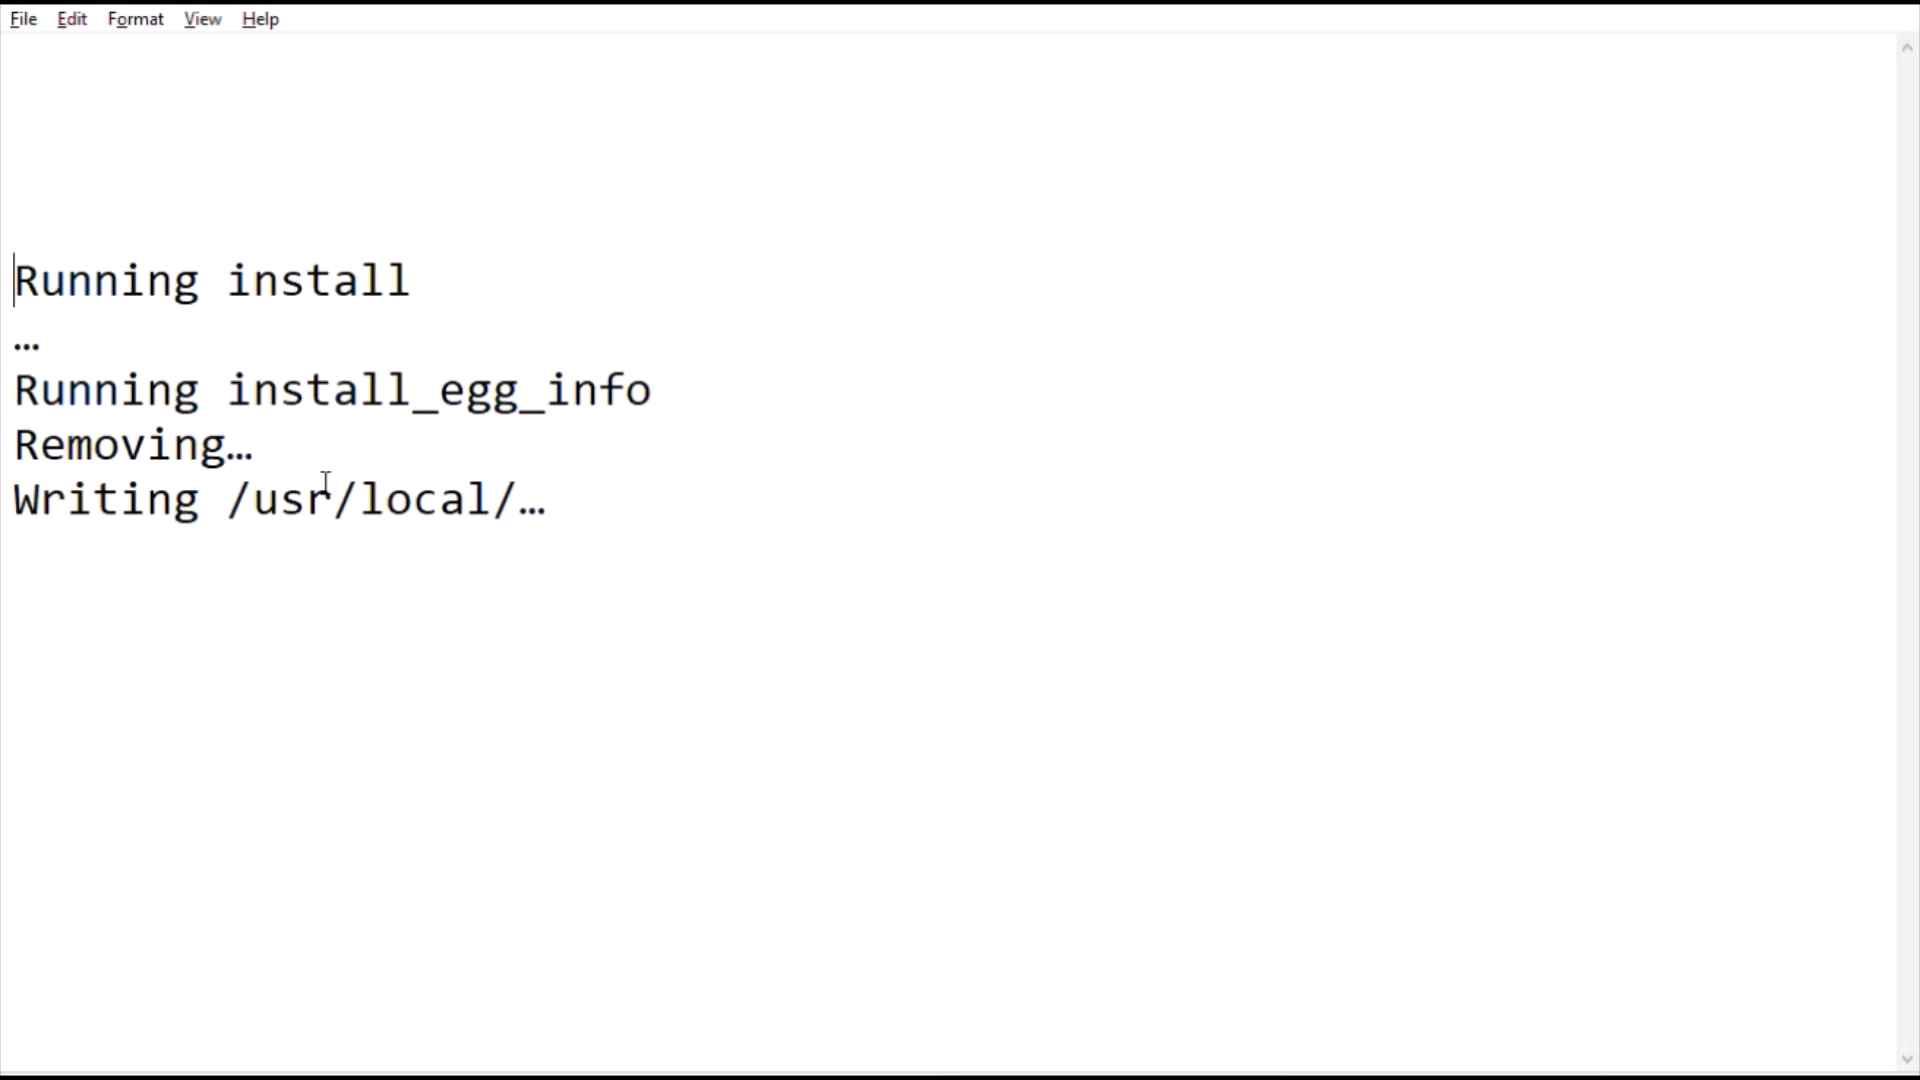 File Edit Format View Help
Running install
…
Running install_egg_info
Removing…
Writing /usr/local/…